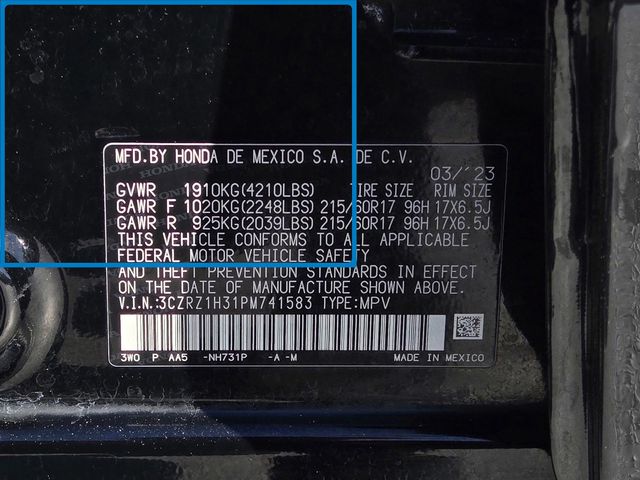 MFD.BY HONDA DE MEXICO S.A. DE C.V.
03/'23
GVWR 1910KG(4210LBS) TIRE SIZE RIM SIZE
GAWR F 1020KG(2248LBS) 215/60R17 96H 17X6.5J
GAWR R 925KG(2039LBS) 215/60R17 96H 17X6.5J
THIS VEHICLE CONFORMS TO ALL APPLICABLE
FEDERAL MOTOR VEHICLE SAFETY
AND THEFT PREVENTION STANDARDS IN EFFECT
ON THE DATE OF MANUFACTURE SHOWN ABOVE.
V.I.N.:3CZRZ1H31PM741583 TYPE:MPV
3W0 P AA5 -NH731P -A -M MADE IN MEXICO